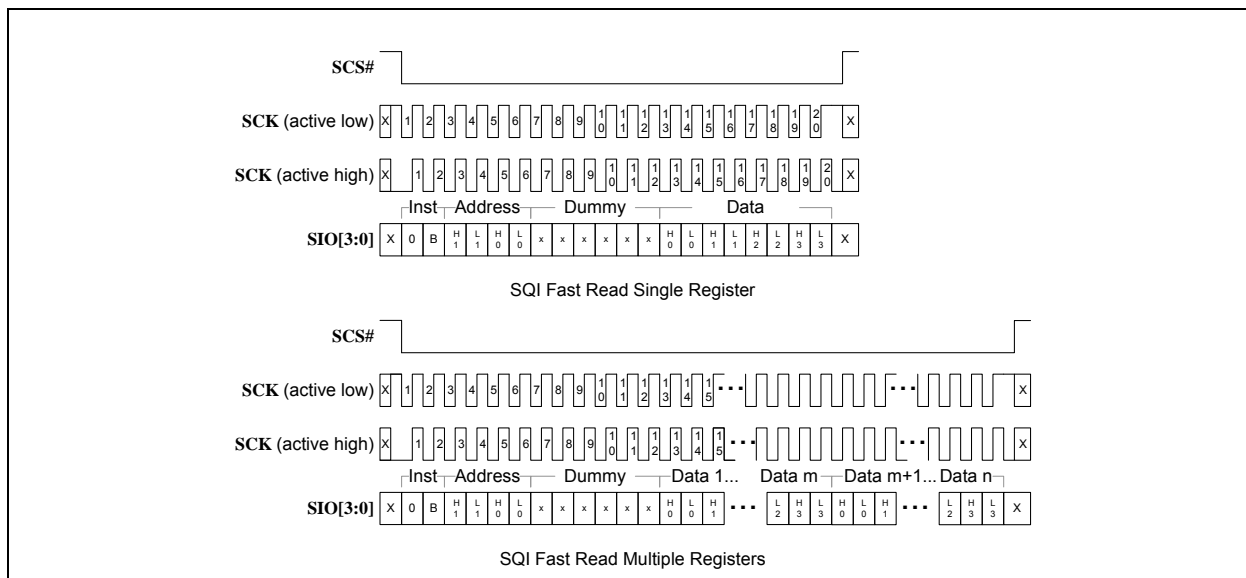 SCS#
SCK (active low) X 1 2 3 4 5 6 7 8 9 10 11 12 13 14 15 16 17 18 19 20 X
SCK (active high) X 1 2 3 4 5 6 7 8 9 10 11 12 13 14 15 16 17 18 19 20 X
Inst Address Dummy Data
SIO[3:0] X 0 B H1 L1 H0 L0 x x x x x x H0 L0 H1 L1 H2 L2 H3 L3 X
SQI Fast Read Single Register
SCS#
SCK (active low) X 1 2 3 4 5 6 7 8 9 10 11 12 13 14 15 ... ... X
SCK (active high) X 1 2 3 4 5 6 7 8 9 10 11 12 13 14 15 ... ... X
Inst Address Dummy Data 1... Data m Data m+1... Data n
SIO[3:0] X 0 B H1 L1 H0 L0 x x x x x x H0 L0 H1 ... L2 H3 L3 H0 L0 H1 ... L2 H3 L3 X
SQI Fast Read Multiple Registers